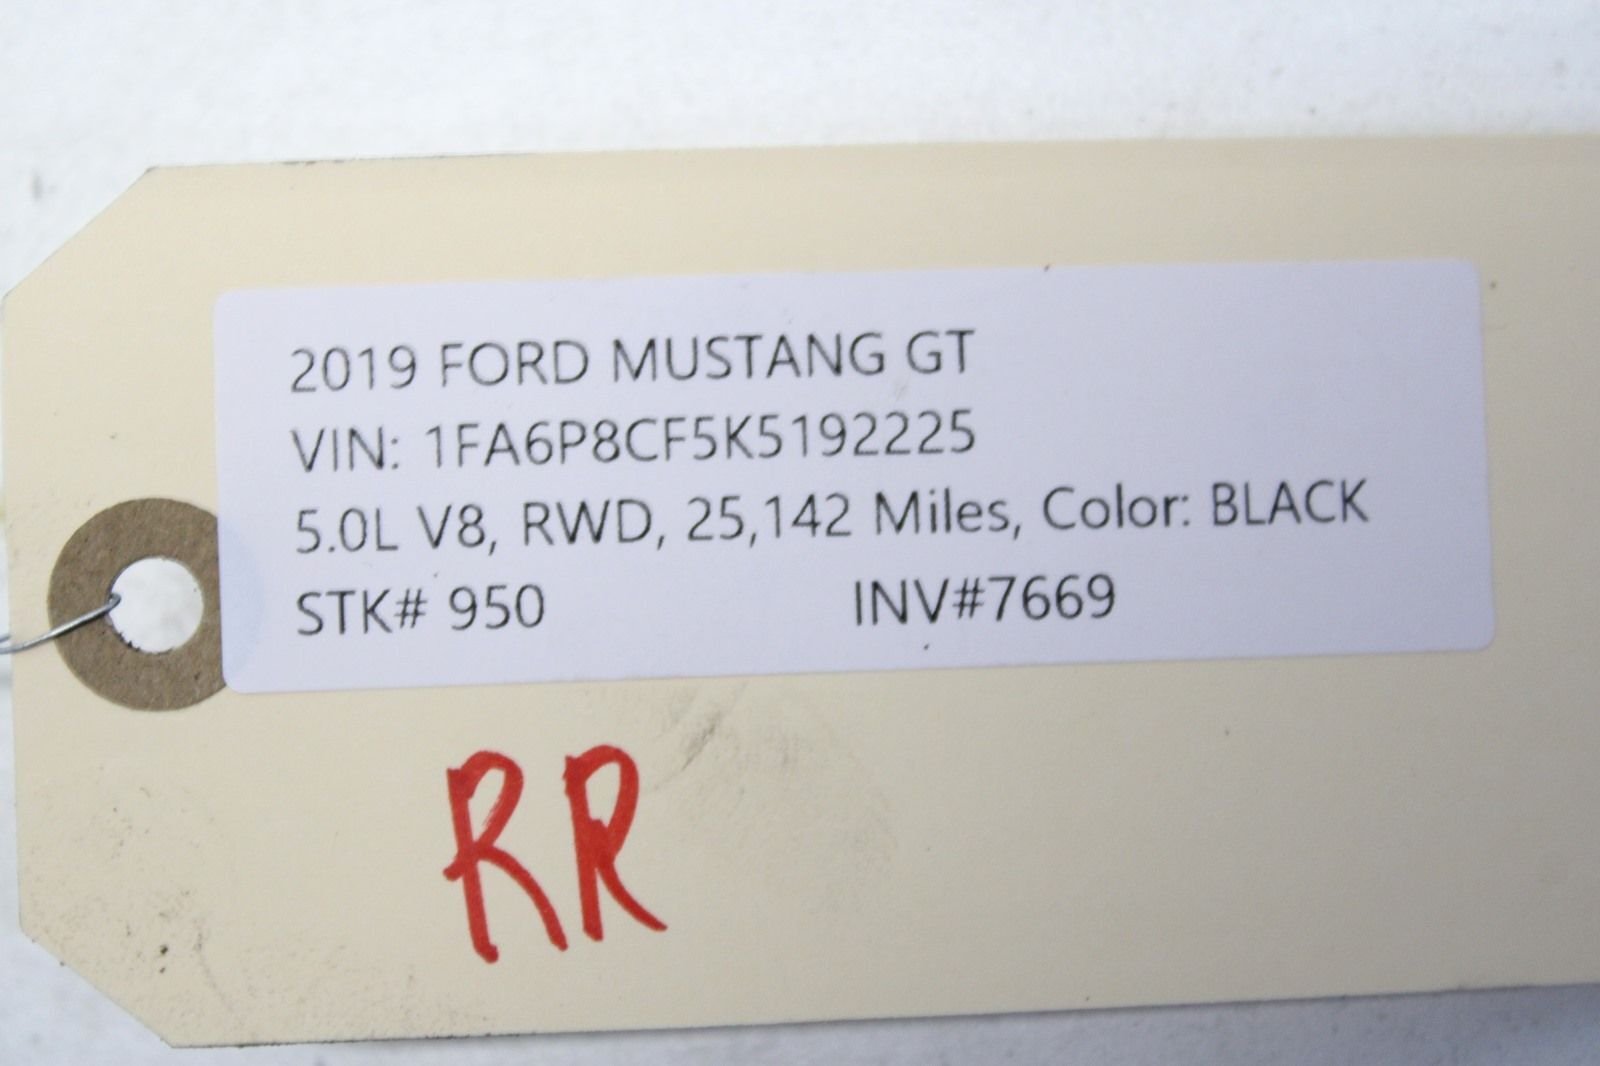 2019 FORD MUSTANG GT
VIN: 1FA6P8CF5K5192225
5.0L V8, RWD, 25,142 Miles, Color: BLACK
STK# 950 INV#7669
RR